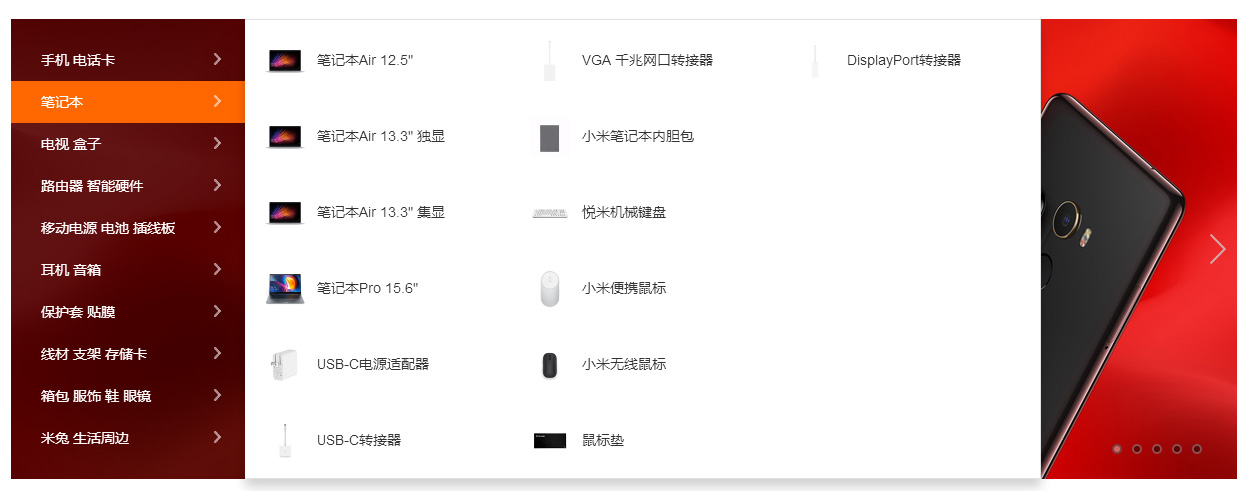 手机 电话卡
笔记本
电视 盒子
路由器 智能硬件
移动电源 电池 插线板
耳机 音箱
保护套 贴膜
线材 支架 存储卡
箱包 服饰 鞋 眼镜
米兔 生活周边
笔记本Air 12.5"
笔记本Air 13.3" 独显
笔记本Air 13.3" 集显
笔记本Pro 15.6"
USB-C电源适配器
USB-C转接器
VGA 千兆网口转接器
小米笔记本内胆包
悦米机械键盘
小米便携鼠标
小米无线鼠标
鼠标垫
DisplayPort转接器